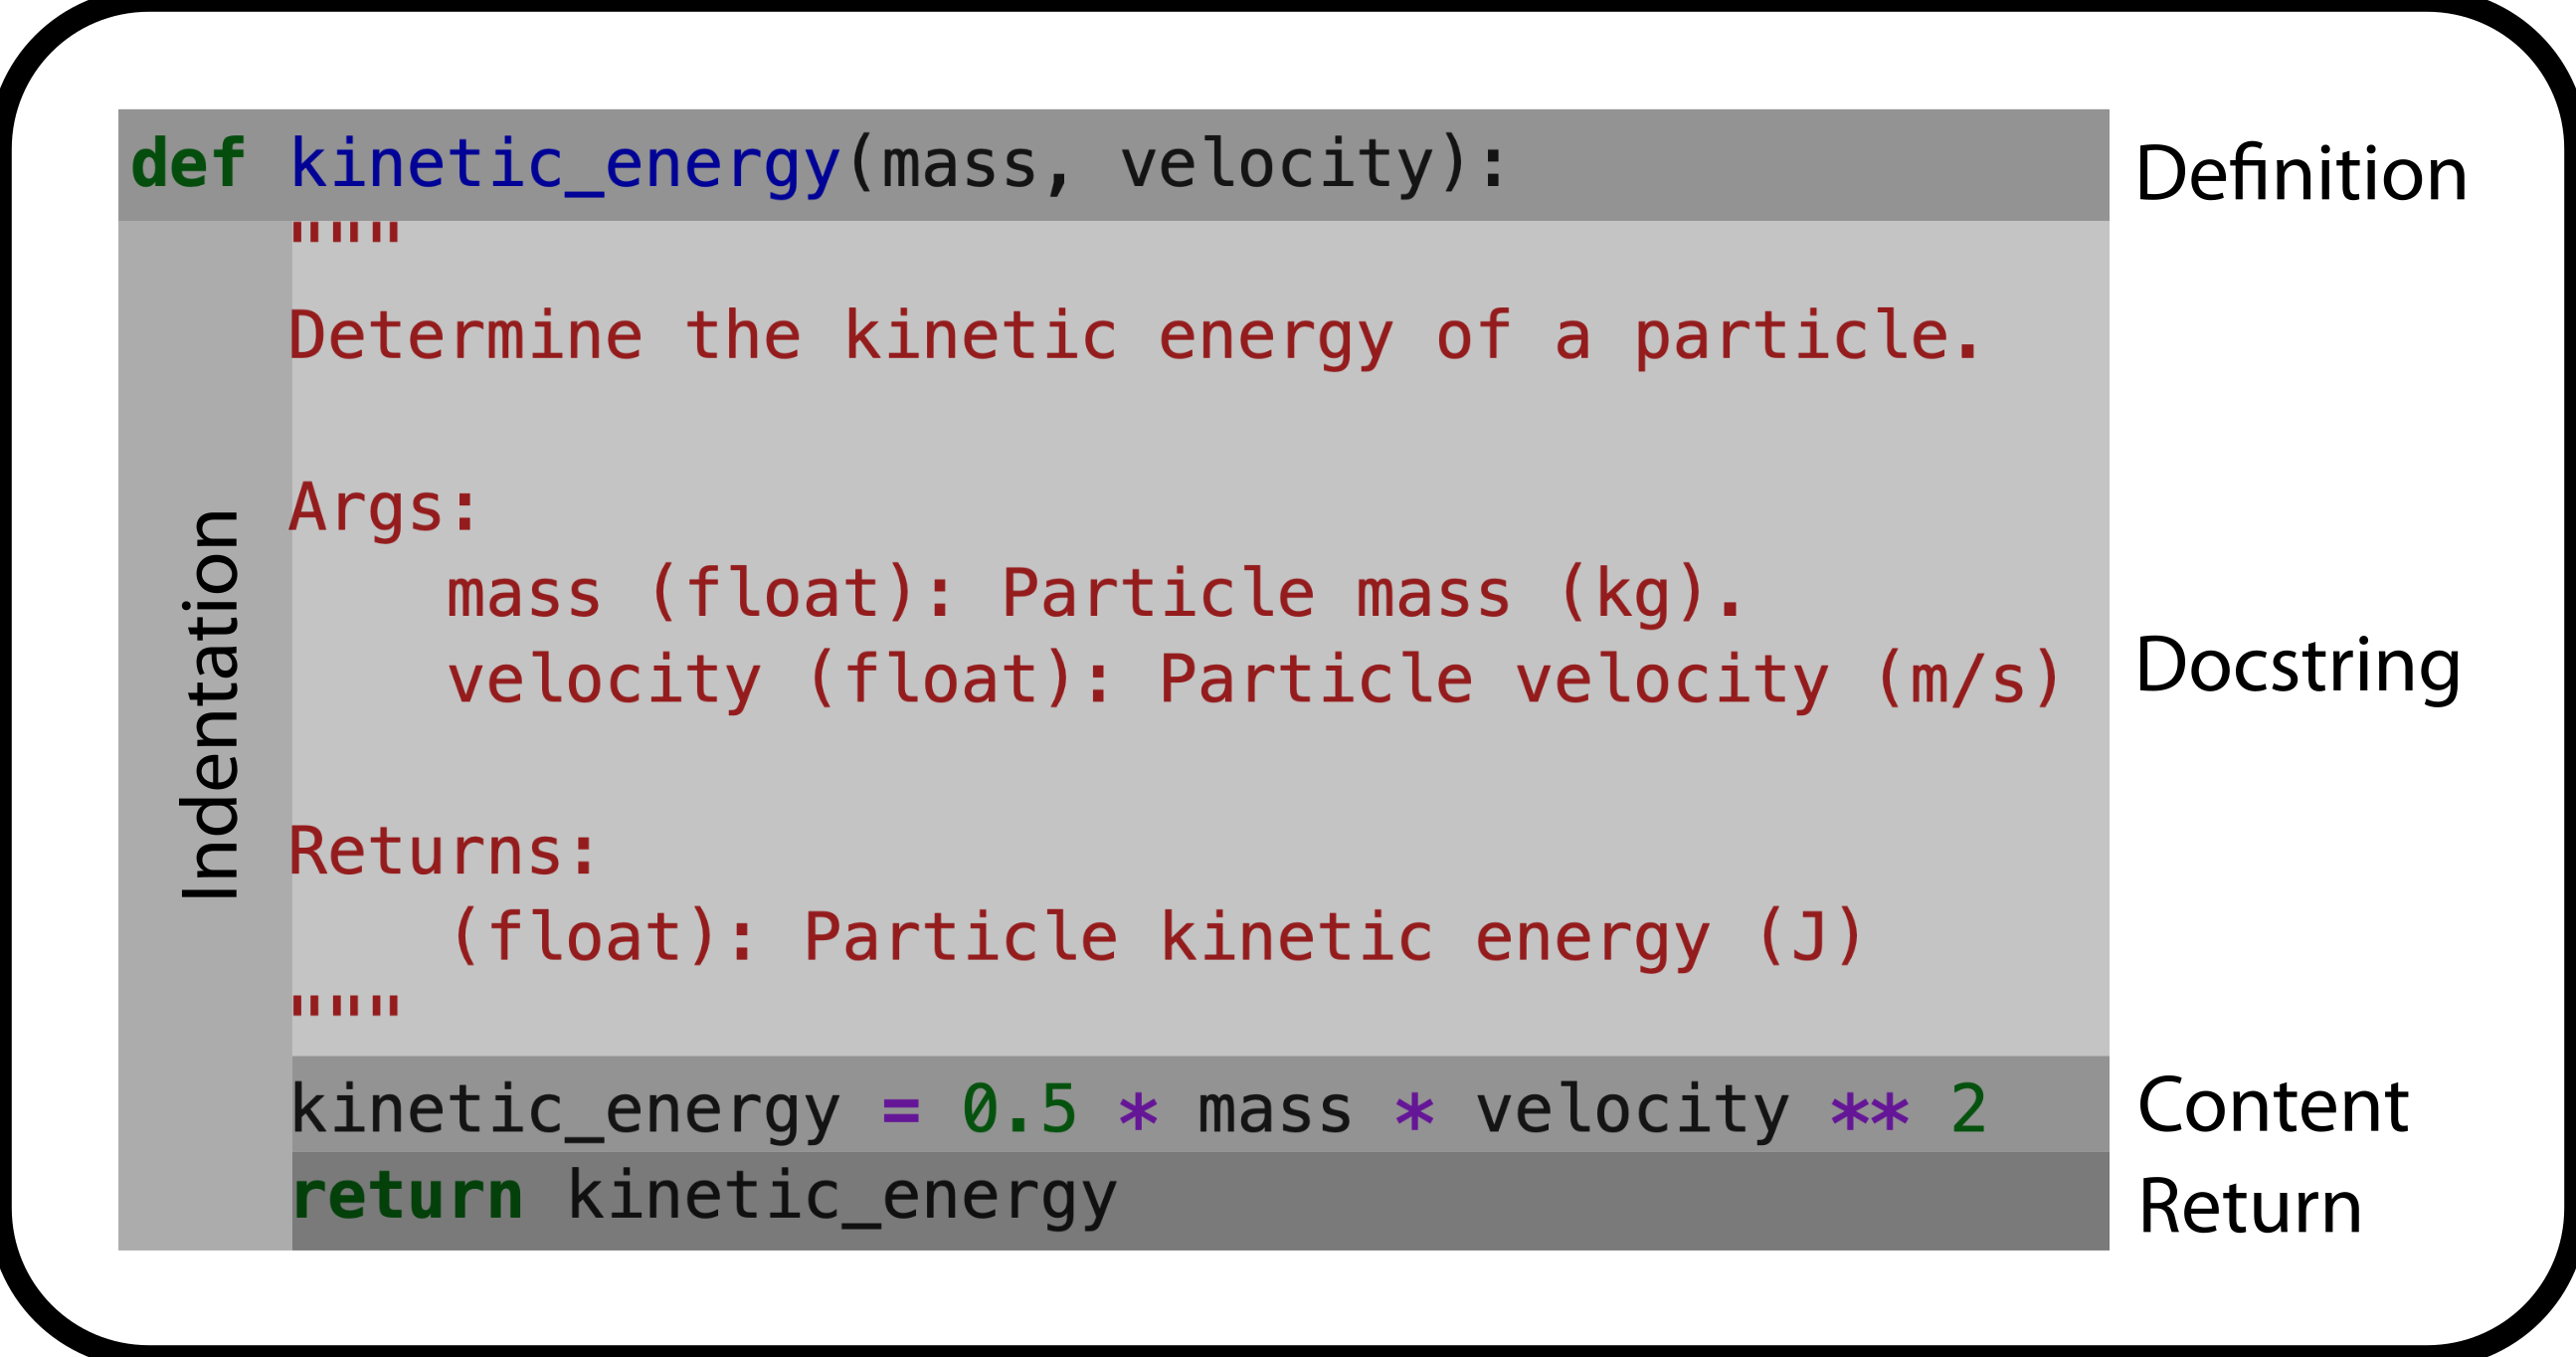 def kinetic_energy(mass, velocity):
Definition
"""
Determine the kinetic energy of a particle.
Args:
mass (float): Particle mass (kg).
velocity (float): Particle velocity (m/s)
Docstring
Indentation
Returns:
(float): Particle kinetic energy (J)
"""
kinetic_energy = 0.5 * mass * velocity ** 2
Content
return kinetic_energy
Return